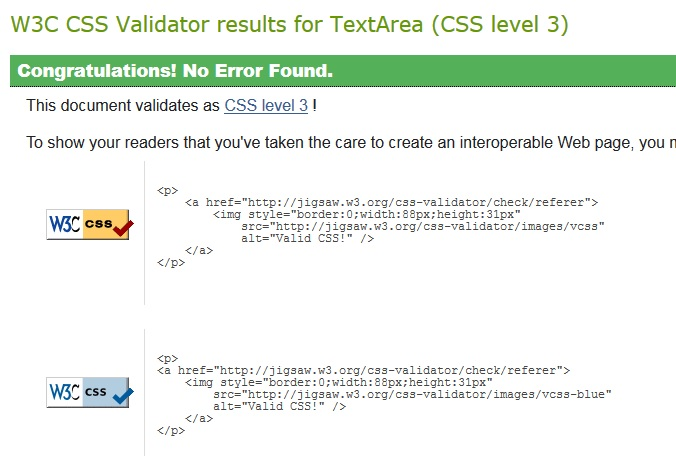 W3C CSS Validator results for TextArea (CSS level 3)
Congratulations! No Error Found.
This document validates as CSS level 3 !
To show your readers that you've taken the care to create an interoperable Web page, you
<p>
<a href="http://jigsaw.w3.org/css-validator/check/referer">
<img style="border:0;width:88px;height:31px"
src="http://jigsaw.w3.org/css-validator/images/vcss"
alt="Valid CSS!" />
</a>
</p>
W3C css
<p>
<a href="http://jigsaw.w3.org/css-validator/check/referer">
<img style="border:0;width:88px;height:31px"
src="http://jigsaw.w3.org/css-validator/images/vcss-blue"
alt="Valid CSS!" />
</a>
</p>
W3C css